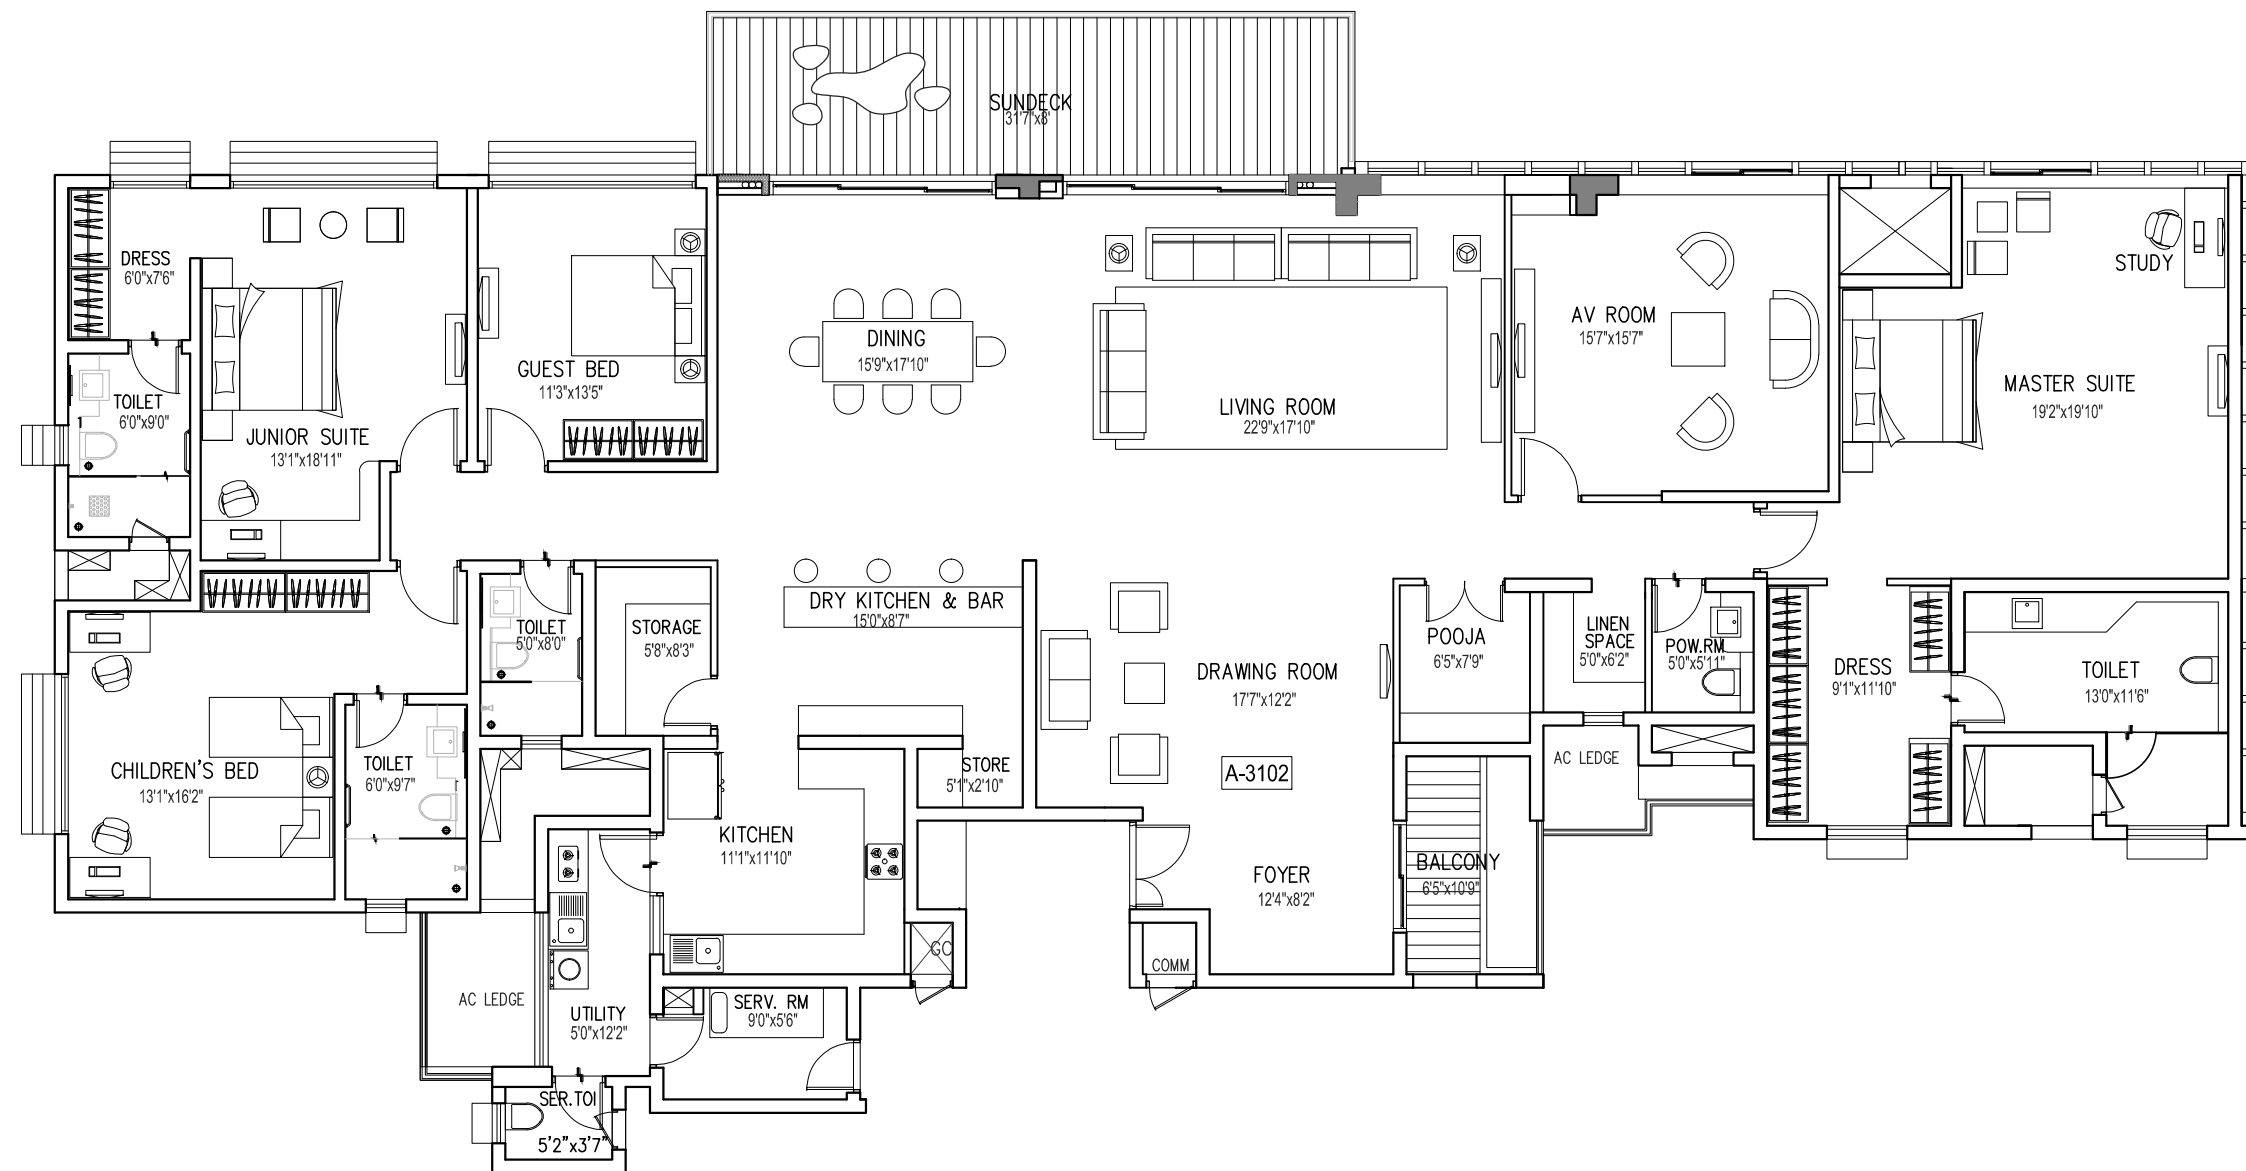 SUNDECK
31'7"x8'
DRESS
6'0"x7'6"
TOILET
6'0"x9'0"
JUNIOR SUITE
13'1"x18'11"
GUEST BED
11'3"x13'5"
DINING
15'9"x17'10"
LIVING ROOM
22'9"x17'10"
AV ROOM
15'7"x15'7"
STUDY
MASTER SUITE
19'2"x19'10"
TOILET
5'0"x8'0"
STORAGE
5'8"x8'3"
DRY KITCHEN & BAR
15'0"x8'7"
DRAWING ROOM
17'7"x12'2"
POOJA
6'5"x7'9"
LINEN
SPACE
5'0"x6'2"
POW.RM
5'0"x5'11"
DRESS
9'1"x11'10"
TOILET
13'0"x11'6"
CHILDREN'S BED
13'1"x16'2"
TOILET
6'0"x9'7"
STORE
5'1"x2'10"
A-3102
AC LEDGE
KITCHEN
11'1"x11'10"
FOYER
12'4"x8'2"
BALCONY
6'5"x10'9"
GC
COMM
AC LEDGE
UTILITY
5'0"x12'2"
SERV. RM
9'0"x5'6"
SER.TOI
5'2"x3'7"